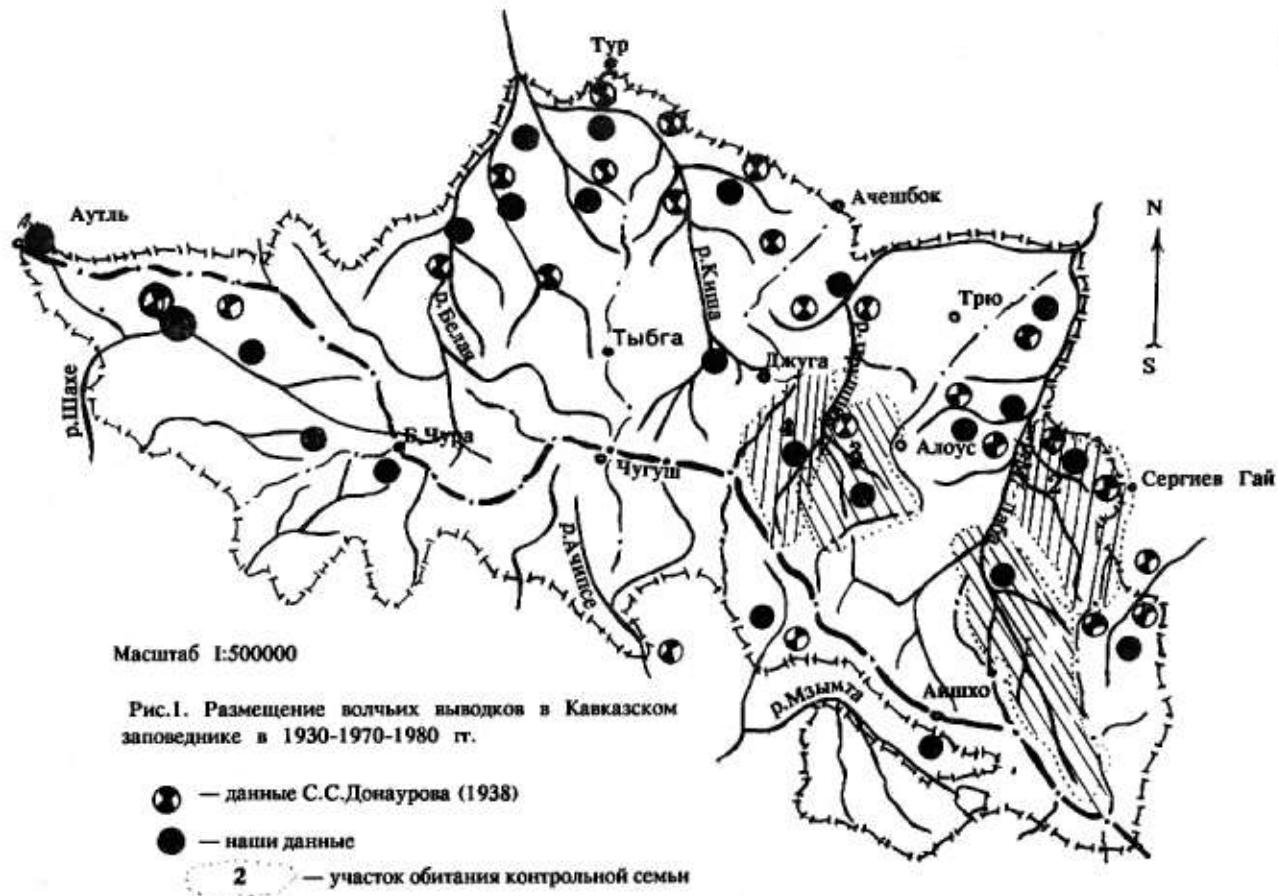 Тур
Аутль
Ачешбок
N
S
р.Киша
Трю
р.Белая
Тыбга
Джуга
р.Шахе
Б.Чура
Чугуш
Алоус
Сергиев Гай
р.Ачипсе
Масштаб I:500000
Аишхо
р.Мзымта
Рис.1. Размещение волчьих выводков в Кавказском
заповеднике в 1930-1970-1980 гг.
— данные С.С.Донаурова (1938)
— наши данные
2 — участок обитания контрольной семьи